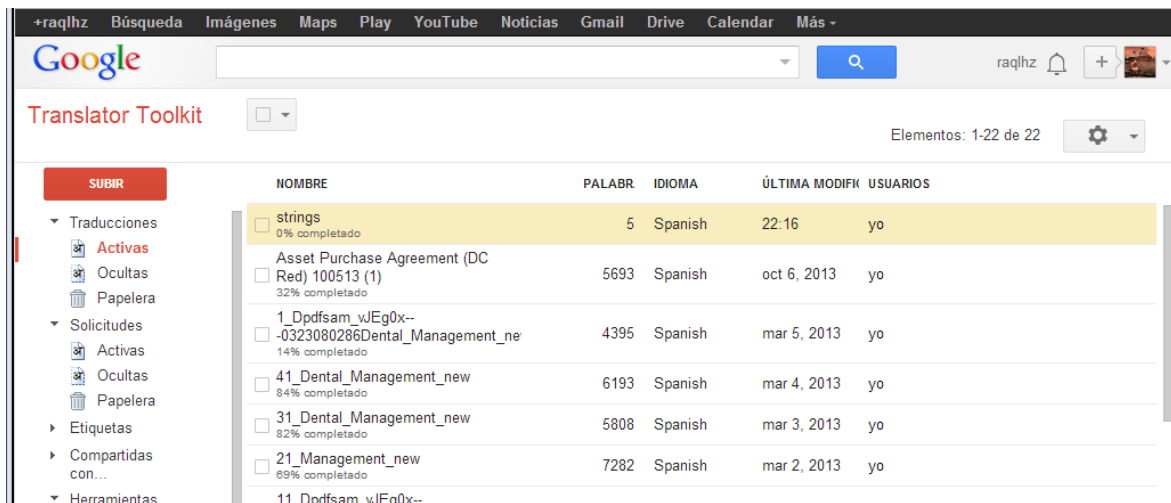 +raqlhz Búsqueda Imágenes Maps Play YouTube Noticias Gmail Drive Calendar Más
Google
raqlhz
Translator Toolkit
Elementos: 1-22 de 22
SUBIR
Traducciones
Activas
Ocultas
Papelera
Solicitudes
Activas
Ocultas
Papelera
Etiquetas
Compartidas
con...
Herramientas
NOMBRE PALABR. IDIOMA ÚLTIMA MODIFI( USUARIOS
strings 5 Spanish 22:16 yo
0% completado
Asset Purchase Agreement (DC
Red) 100513 (1) 5693 Spanish oct 6, 2013 yo
32% completado
1_Dpdfsam_vJEg0x--
-0323080286Dental_Management_ne 4395 Spanish mar 5, 2013 yo
14% completado
41_Dental_Management_new 6193 Spanish mar 4, 2013 yo
84% completado
31_Dental_Management_new 5808 Spanish mar 3, 2013 yo
82% completado
21_Management_new 7282 Spanish mar 2, 2013 yo
69% completado
11_Dpdfsam_vJEg0x--